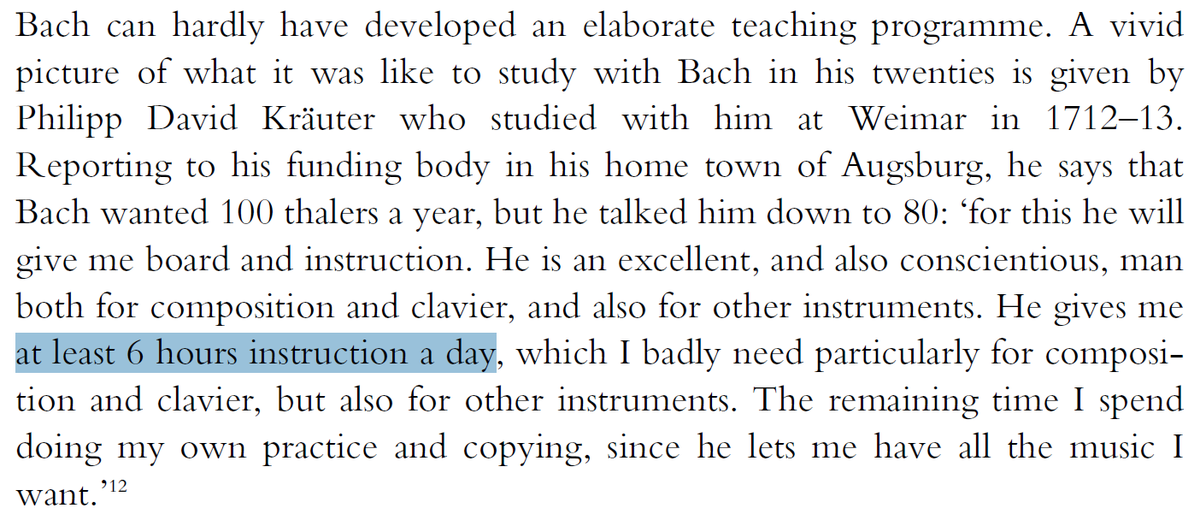 Bach can hardly have developed an elaborate teaching programme. A vivid
picture of what it was like to study with Bach in his twenties is given by
Philipp David Kräuter who studied with him at Weimar in 1712–13.
Reporting to his funding body in his home town of Augsburg, he says that
Bach wanted 100 thalers a year, but he talked him down to 80: ‘for this he will
give me board and instruction. He is an excellent, and also conscientious, man
both for composition and clavier, and also for other instruments. He gives me
at least 6 hours instruction a day, which I badly need particularly for composi-
tion and clavier, but also for other instruments. The remaining time I spend
doing my own practice and copying, since he lets me have all the music I
want.’12